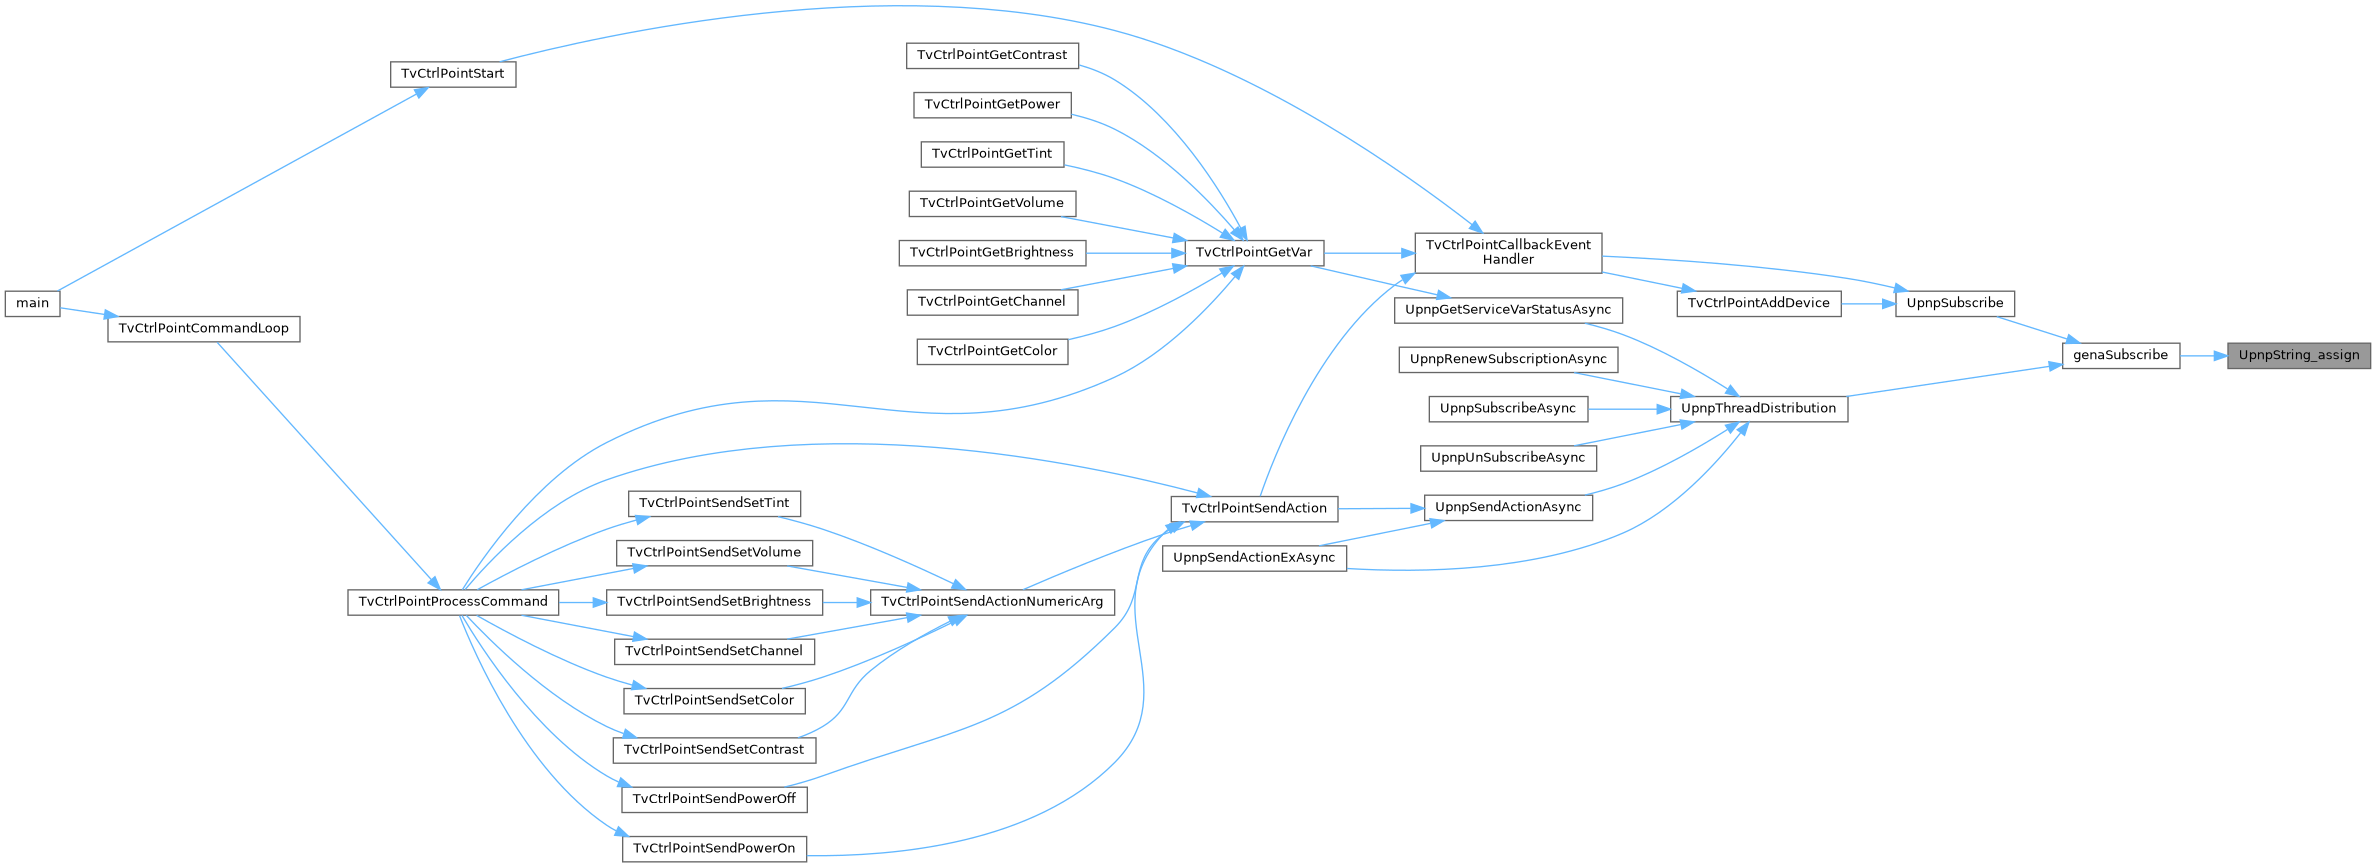 TvCtrlPointGetContrast
TvCtrlPointStart
TvCtrlPointGetPower
TvCtrlPointGetTint
TvCtrlPointGetVolume
TvCtrlPointGetBrightness
TvCtrlPointGetVar
TvCtrlPointCallbackEvent
Handler
TvCtrlPointGetChannel
UpnpGetServiceVarStatusAsync
TvCtrlPointAddDevice
UpnpSubscribe
main
TvCtrlPointCommandLoop
TvCtrlPointGetColor
UpnpRenewSubscriptionAsync
genaSubscribe
UpnpString_assign
UpnpSubscribeAsync
UpnpThreadDistribution
UpnpUnSubscribeAsync
TvCtrlPointSendSetTint
TvCtrlPointSendAction
UpnpSendActionAsync
TvCtrlPointSendSetVolume
UpnpSendActionExAsync
TvCtrlPointProcessCommand
TvCtrlPointSendSetBrightness
TvCtrlPointSendActionNumericArg
TvCtrlPointSendSetChannel
TvCtrlPointSendSetColor
TvCtrlPointSendSetContrast
TvCtrlPointSendPowerOff
TvCtrlPointSendPowerOn